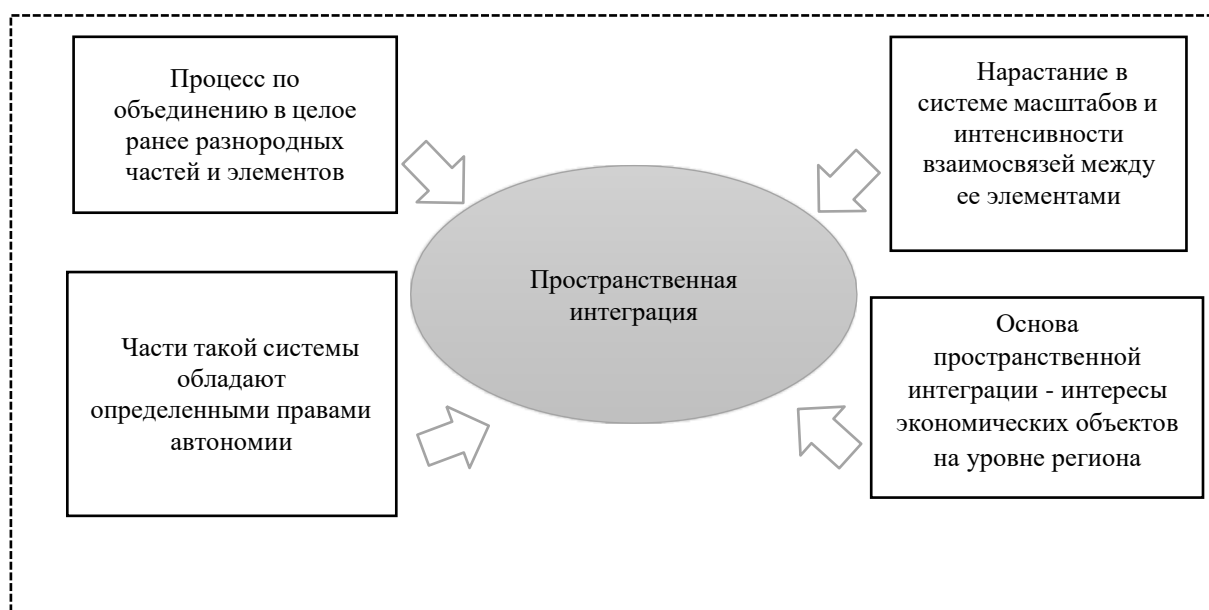 Процесс по
объединению в целое
ранее разнородных
частей и элементов
Нарастание в
системе масштабов и
интенсивности
взаимосвязей между
ее элементами
Пространственная
интеграция
Части такой системы
обладают
определенными правами
автономии
Основа
пространственной
интеграции - интересы
экономических объектов
на уровне региона